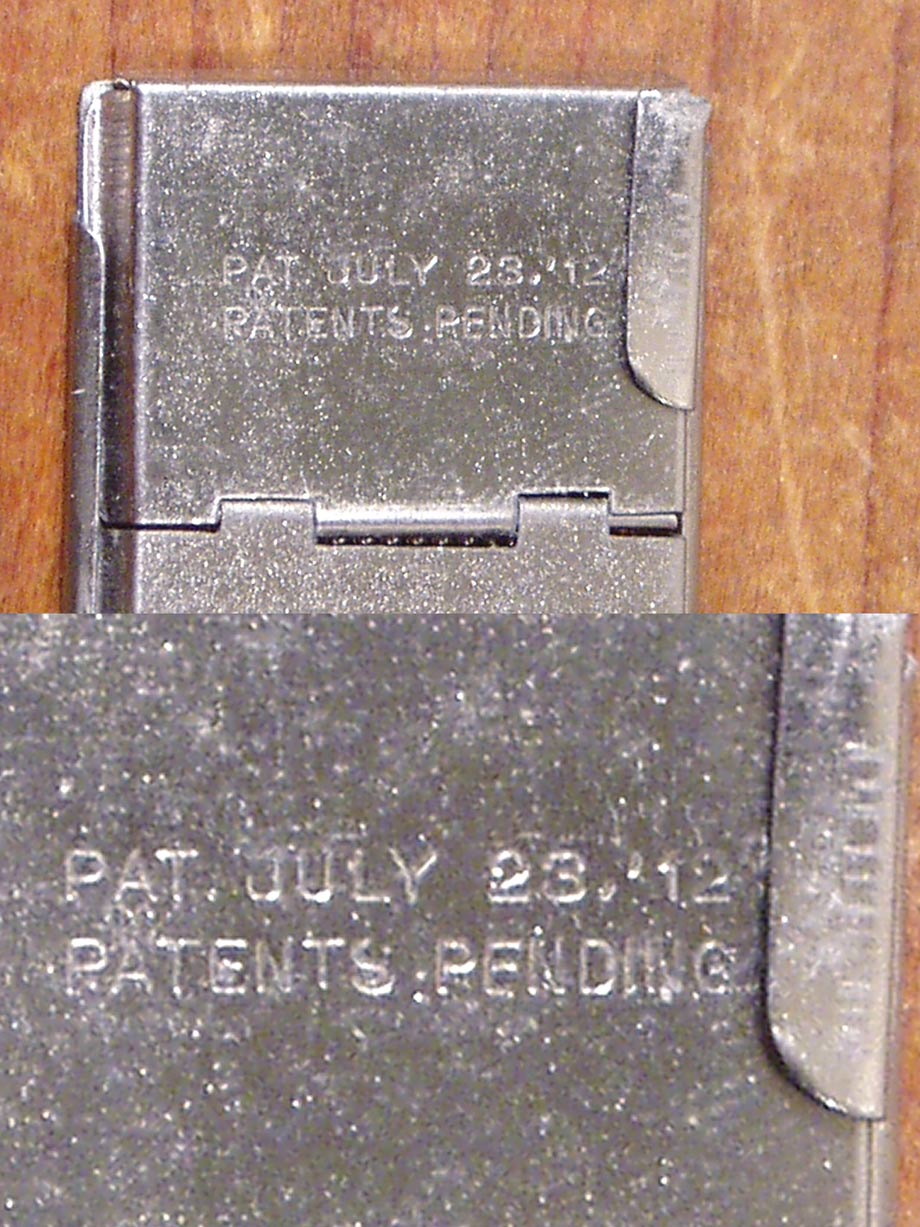 PAT. JULY 23, '12
PATENTS PENDING
PAT. JULY 23, '12
PATENTS PENDING